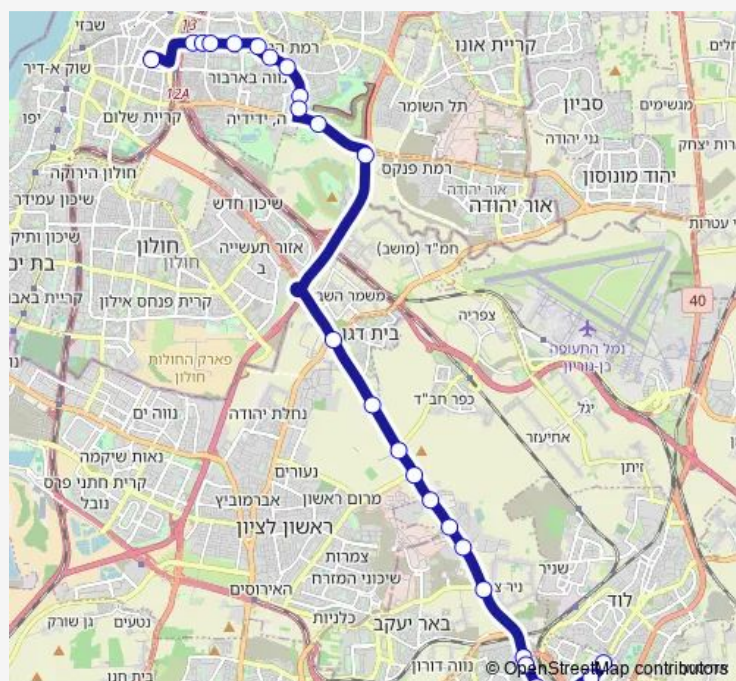 שבזי
13
רמת
קריית אונו
שוק א-דיר
12A
נווה בארבור
תל השומר
סביון
מגשימים
יפו
קריית שלום
ה, ידידיה
גני יהודה
חולון הירוקה
רמת פנקס
אור יהודה
יהוד מונוסון
שיכון עמידר
שיכון חדש
אור יהודה
שיכון ותיק
חולון
חולון
אזור תעשייה
ב
חמ"ד (מושב)
בת ים
קרית פנחס אילון
משמר השב
40
בית דגן
צפריה
נמל התעופה
בן-גוריון
פארק החולות
חולון
כפר חב"ד
יגל
נווה ים
נחלת יהודה
אחיעזר
זיתן
נאות שיקמה
קרית חתני פרס
נובל
נעורים
אברמוביץ
מרום ראשון
ראשון לציון
צמרות
שיכוני המזרח
שניר
האירוסים
ניר צ
לוד
גן שורק
נטעים
כלניות
באר יעקב
נווה דורון
© OpenStreetMap contributors